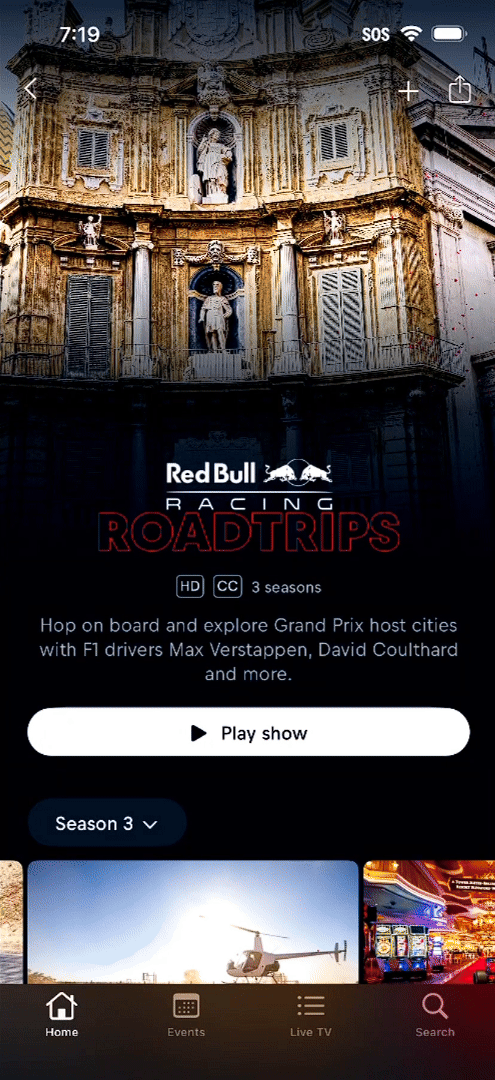 7:19
SOS
Red Bull
RACING
ROADTRIPS
HD CC 3 seasons
Hop on board and explore Grand Prix host cities
with F1 drivers Max Verstappen, David Coulthard
and more.
Play show
Season 3
Home
Events
Live TV
Search